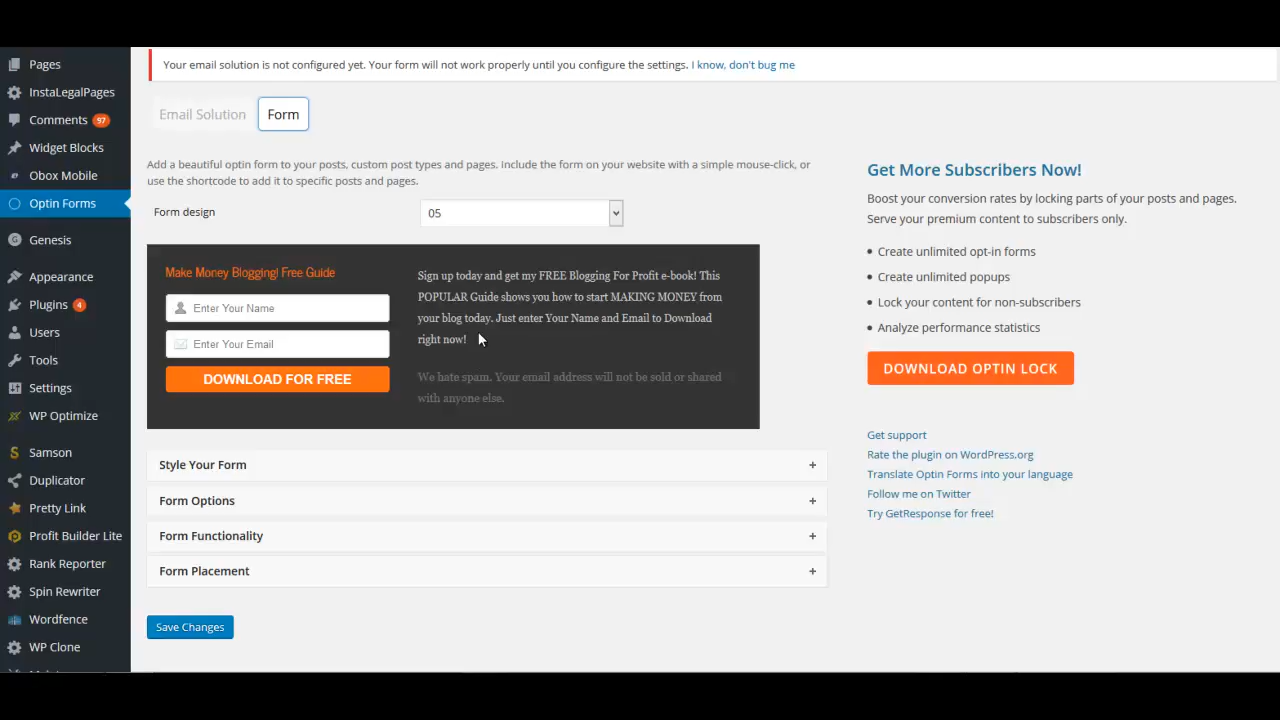 Pages
InstaLegalPages
Comments 97
Widget Blocks
Obox Mobile
Optin Forms
Genesis
Appearance
Plugins 4
Users
Tools
Settings
WP Optimize
Samson
Duplicator
Pretty Link
Profit Builder Lite
Rank Reporter
Spin Rewriter
Wordfence
WP Clone
Your email solution is not configured yet. Your form will not work properly until you configure the settings. I know, don't bug me
Email Solution Form
Add a beautiful optin form to your posts, custom post types and pages. Include the form on your website with a simple mouse-click, or
use the shortcode to add it to specific posts and pages.
Form design 05
Make Money Blogging! Free Guide
Enter Your Name
Enter Your Email
DOWNLOAD FOR FREE
Sign up today and get my FREE Blogging For Profit e-book! This
POPULAR Guide shows you how to start MAKING MONEY from
your blog today. Just enter Your Name and Email to Download
right now!
We hate spam. Your email address will not be sold or shared
with anyone else.
Style Your Form +
Form Options +
Form Functionality +
Form Placement +
Save Changes
Get More Subscribers Now!
Boost your conversion rates by locking parts of your posts and pages.
Serve your premium content to subscribers only.
• Create unlimited opt-in forms
• Create unlimited popups
• Lock your content for non-subscribers
• Analyze performance statistics
DOWNLOAD OPTIN LOCK
Get support
Rate the plugin on WordPress.org
Translate Optin Forms into your language
Follow me on Twitter
Try GetResponse for free!